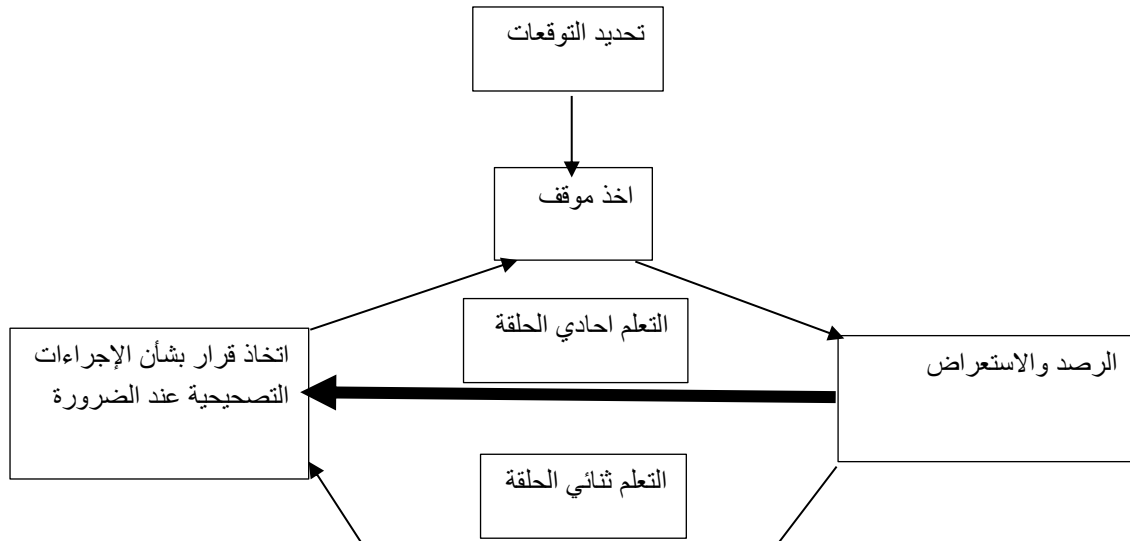 تحديد التوقعات
اخذ موقف
التعلم احادي الحلقة
الرصد والاستعراض
اتخاذ قرار بشأن الإجراءات
التصحيحية عند الضرورة
التعلم ثنائي الحلقة